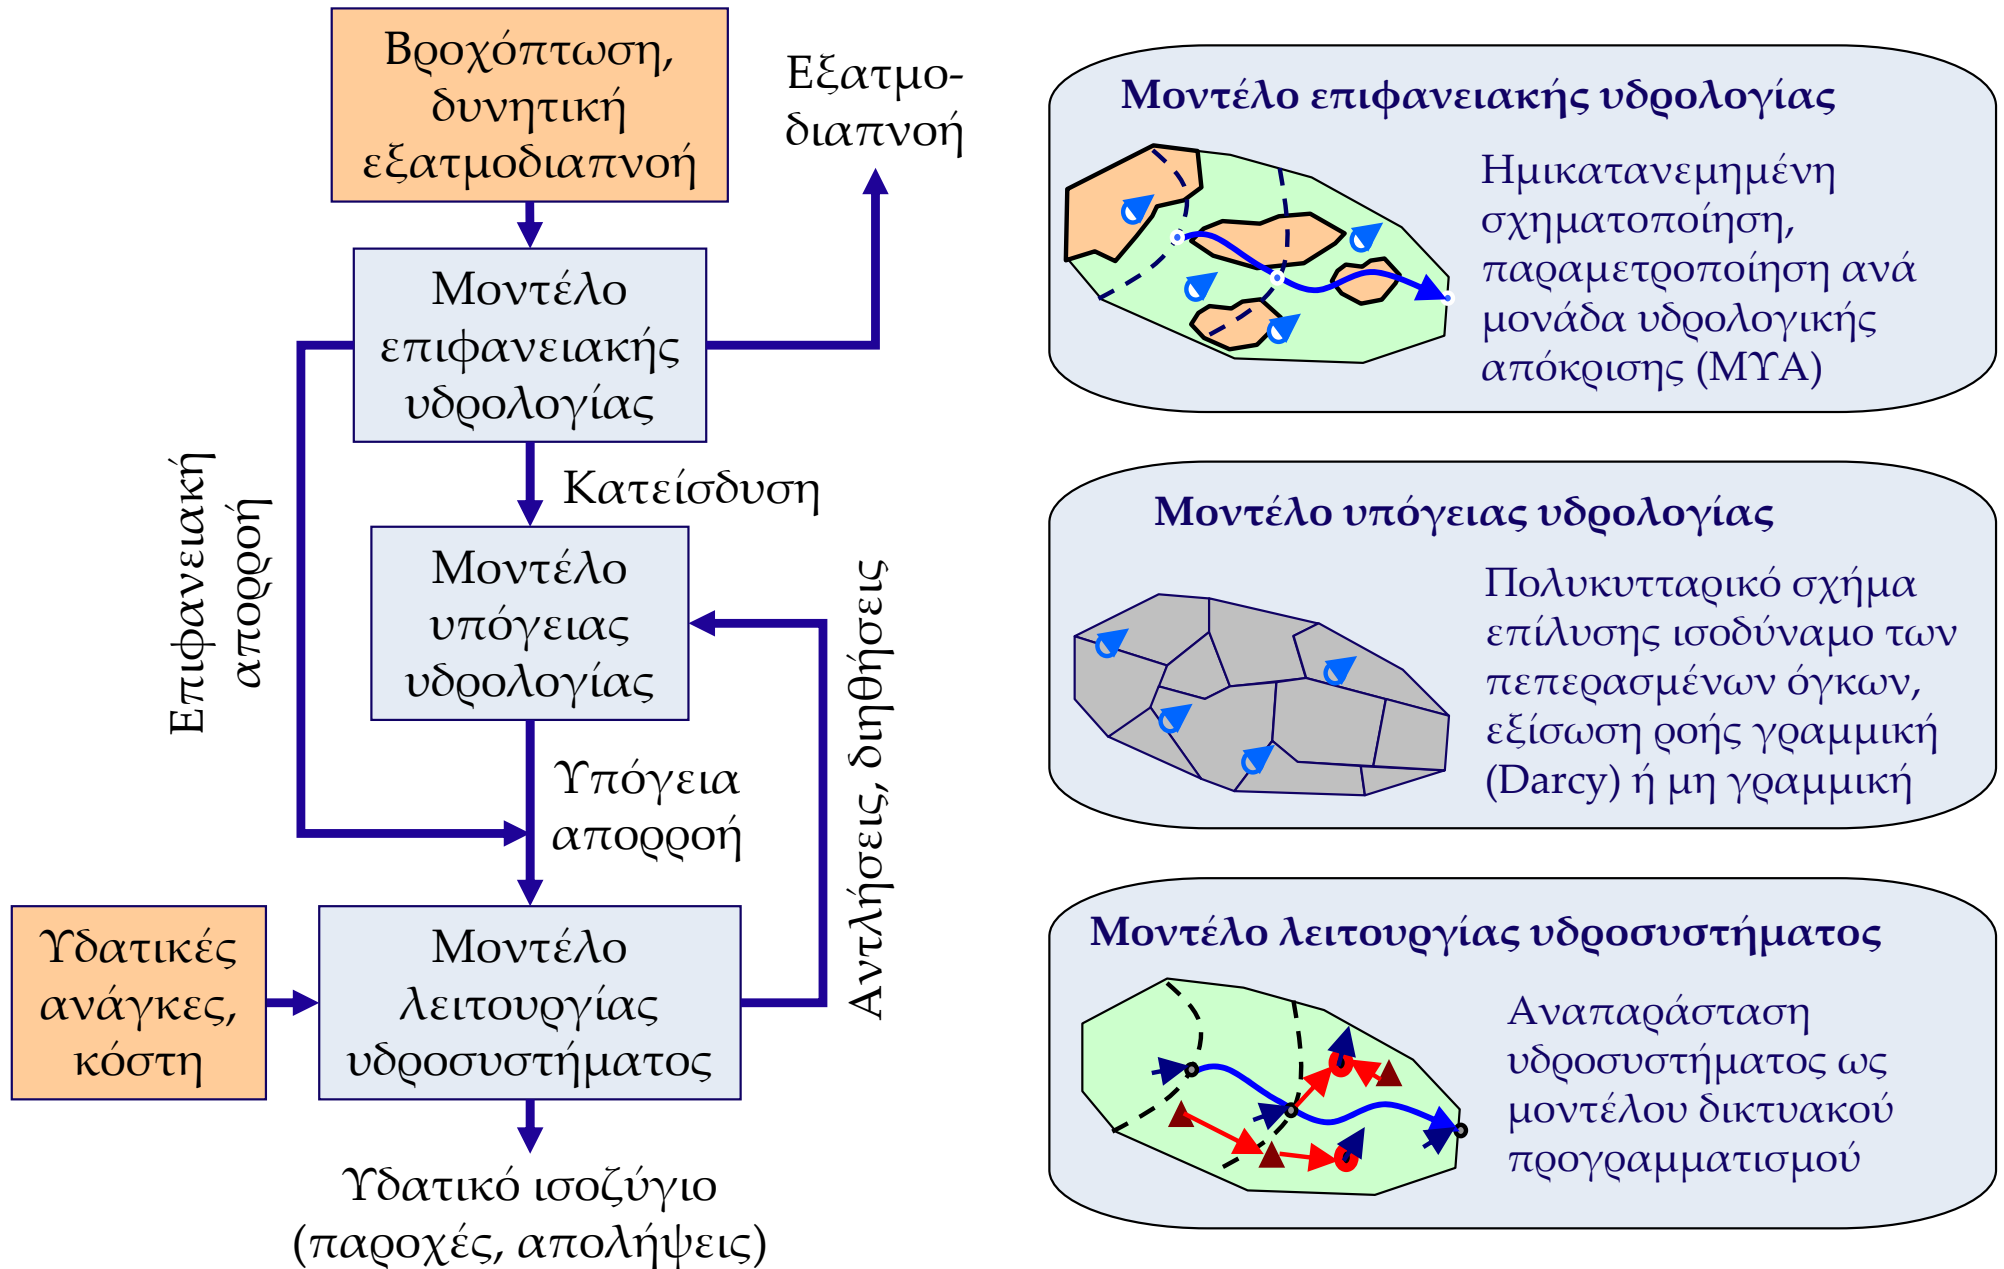 Βροχόπτωση,
δυνητική
εξατμοδιαπνοή
Εξατμο-
διαπνοή
Μοντέλο
επιφανειακής
υδρολογίας
Επιφανειακή
απορροή
Κατείσδυση
Μοντέλο
υπόγειας
υδρολογίας
Αντλήσεις, διηθήσεις
Υπόγεια
απορροή
Υδατικές
ανάγκες,
κόστη
Μοντέλο
λειτουργίας
υδροσυστήματος
Υδατικό ισοζύγιο
(παροχές, απολήψεις)
Μοντέλο επιφανειακής υδρολογίας
Ημικατανεμημένη
σχηματοποίηση,
παραμετροποίηση ανά
μονάδα υδρολογικής
απόκρισης (ΜΥΑ)
Μοντέλο υπόγειας υδρολογίας
Πολυκυτταρικό σχήμα
επίλυσης ισοδύναμο των
πεπερασμένων όγκων,
εξίσωση ροής γραμμική
(Darcy) ή μη γραμμική
Μοντέλο λειτουργίας υδροσυστήματος
Αναπαράσταση
υδροσυστήματος ως
μοντέλου δικτυακού
προγραμματισμού